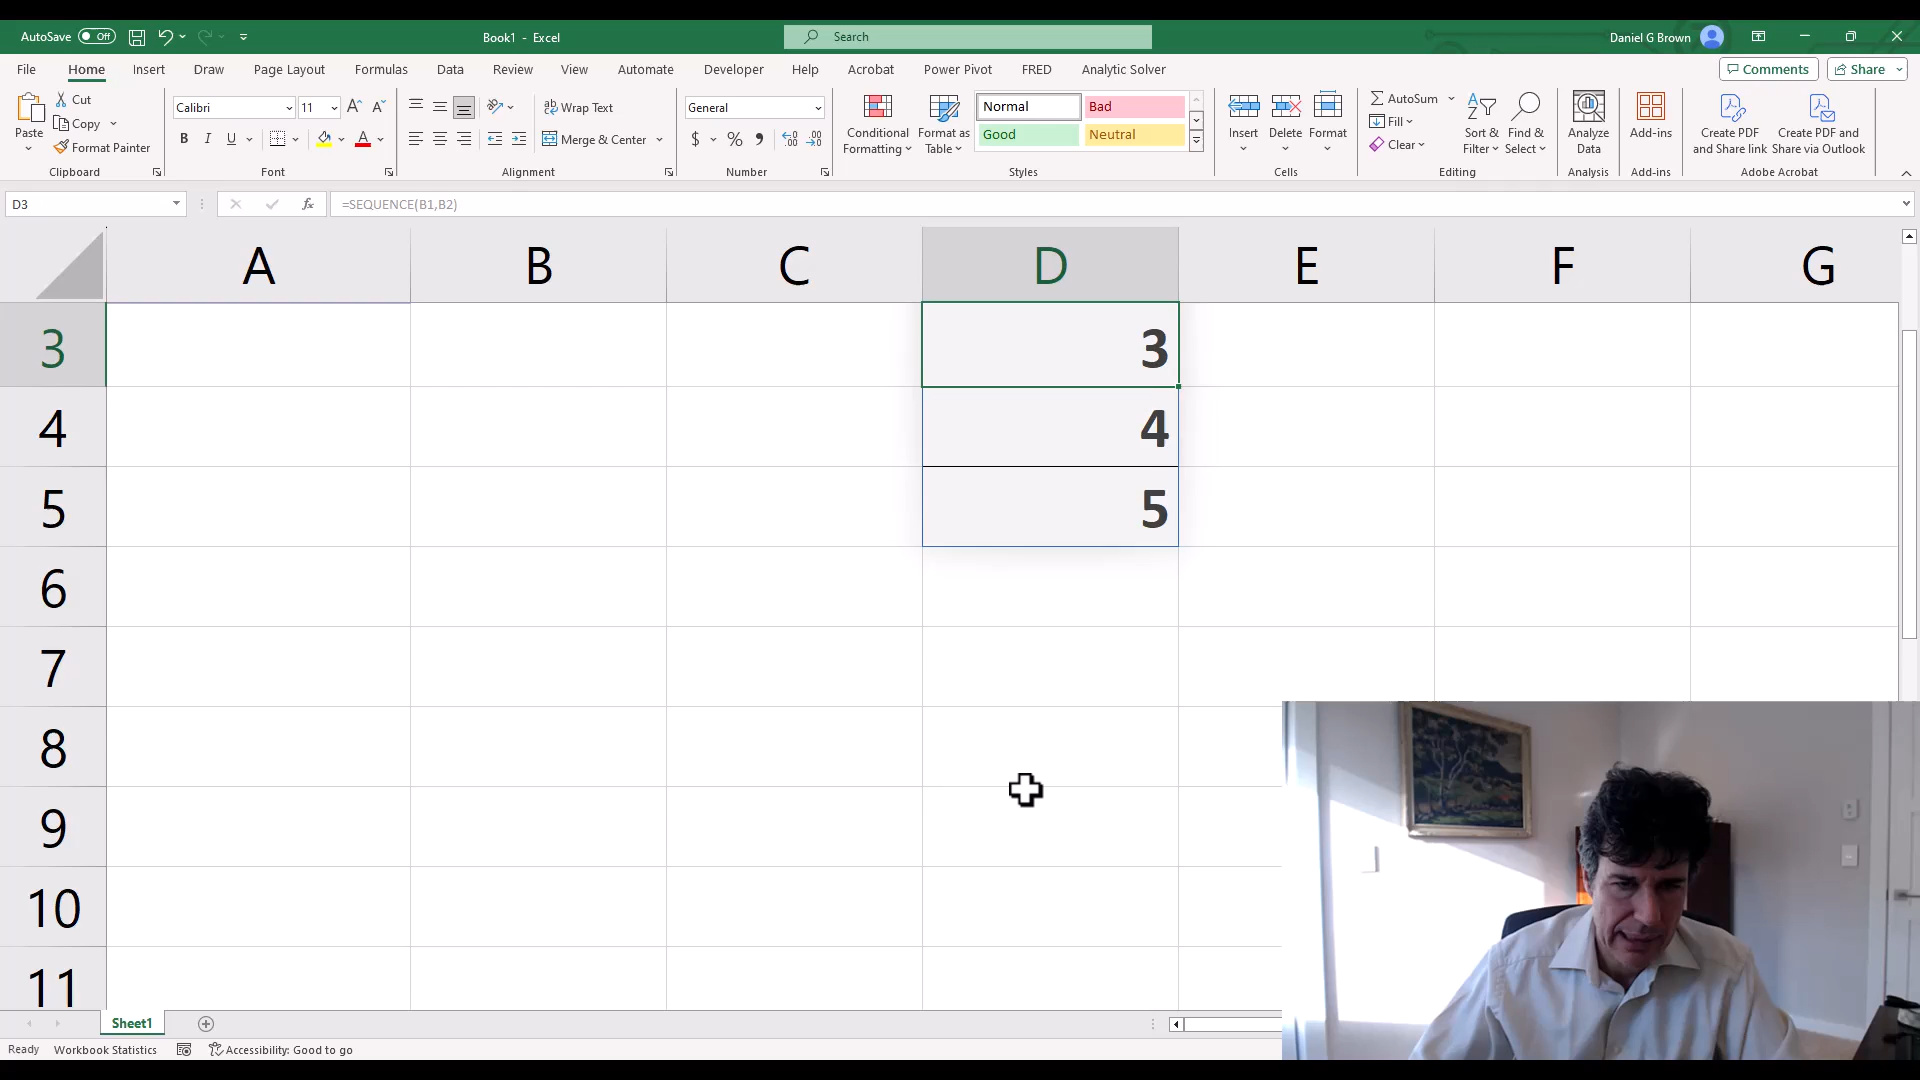 AutoSave Off Book1 - Excel Search Daniel G Brown
File Home Insert Draw Page Layout Formulas Data Review View Automate Developer Help Acrobat Power Pivot FRED Analytic Solver Comments Share
Paste
Cut
Copy
Format Painter
Clipboard
Calibri 11
B I U
Font
Wrap Text
Merge & Center
Alignment
General
$ % ,
Number
Conditional
Formatting
Format as
Table
Normal Bad
Good Neutral
Styles
Insert Delete Format
Cells
AutoSum
Fill
Clear
Sort &
Filter
Find &
Select
Editing
Analyze
Data
Analysis
Add-ins
Add-ins
Create PDF
and Share link
Create PDF and
Share via Outlook
Adobe Acrobat
D3 fx =SEQUENCE(B1,B2)
A B C D E F G
3 3
4 4
5 5
6
7
8
9
10
11
Sheet1
Ready Workbook Statistics Accessibility: Good to go